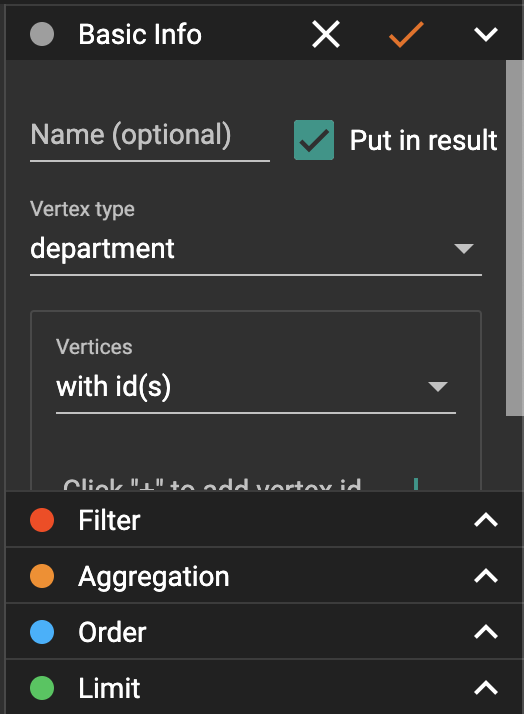 Basic Info
Name (optional)
Put in result
Vertex type
department
Vertices
with id(s)
Click "+" to add vertex id
Filter
Aggregation
Order
Limit